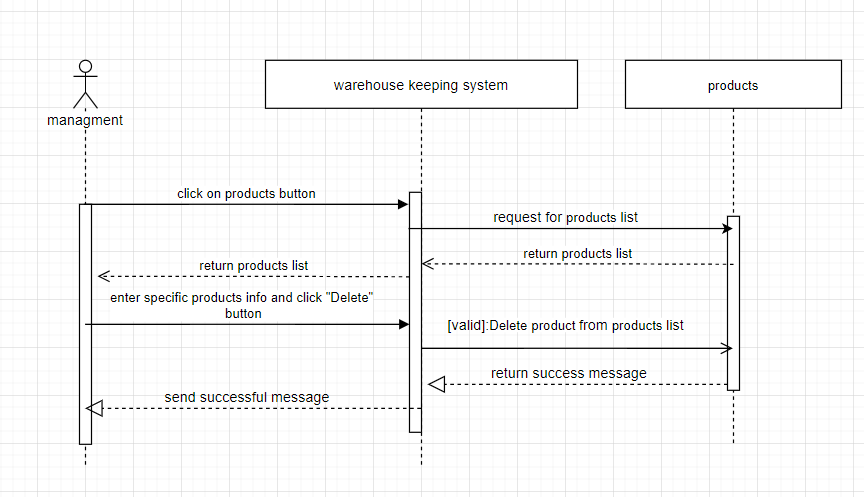 warehouse keeping system
products
managment
click on products button
request for products list
return products list
return products list
enter specific products info and click "Delete"
button
[valid]:Delete product from products list
return success message
send successful message